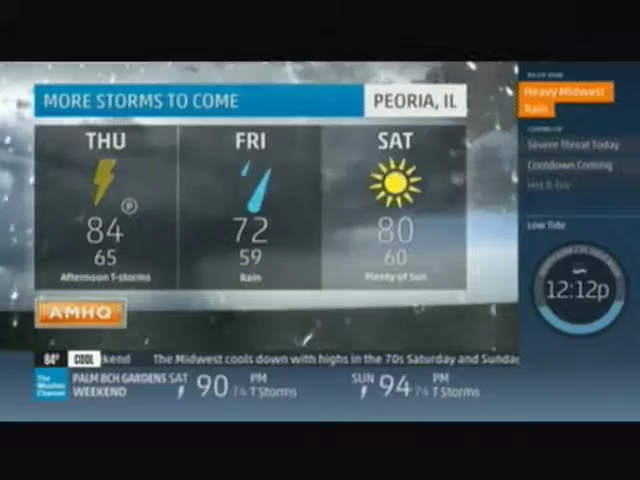 MORE STORMS TO COME
PEORIA, IL
THU
FRI
SAT
P
84
72
80
65
59
60
Afternoon T-storms
Rain
Plenty of Sun
AMHQ
Heavy Midwest
Rain
Severe Threat Today
Cooldown Coming
Low Tide
12:12p
84°
COOL
kend
The Midwest cools down with highs in the 70s Saturday and Sunday
The
Weather
Channel
PALM BCH GARDENS
WEEKEND
SAT
90
74
PM
T Storms
SUN
94
74
PM
T Storms